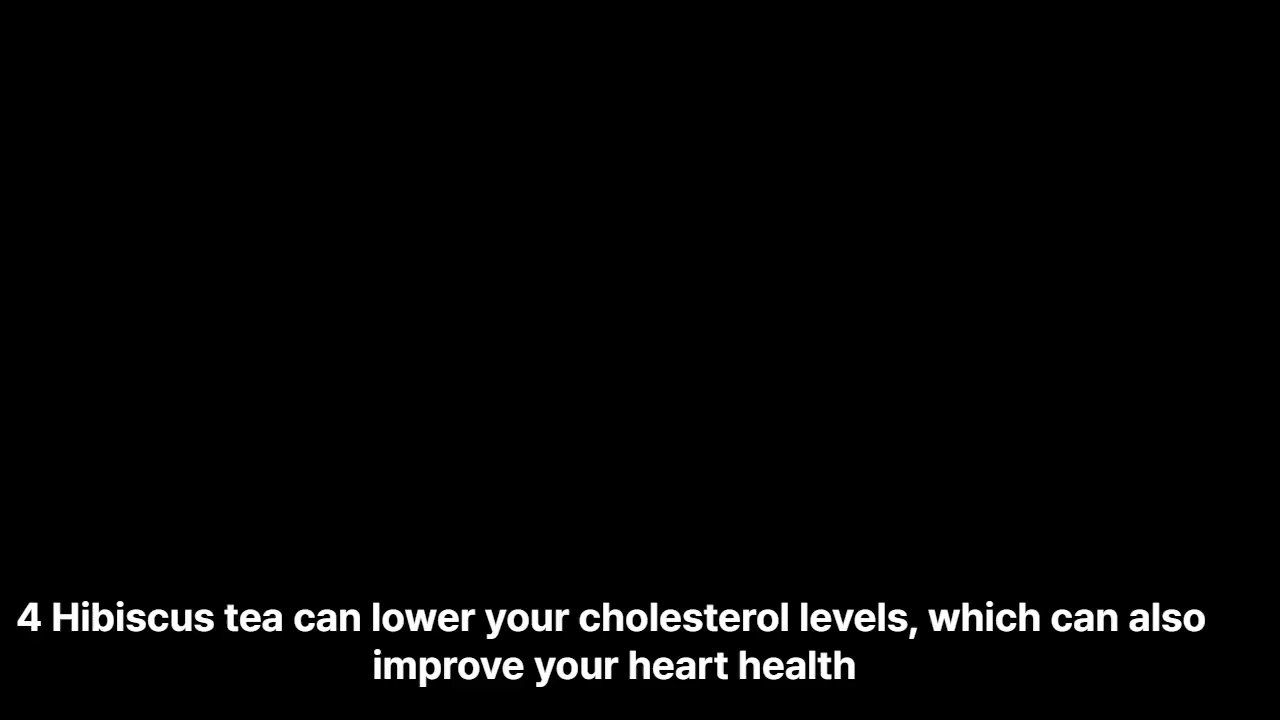 4 Hibiscus tea can lower your cholesterol levels, which can also
improve your heart health